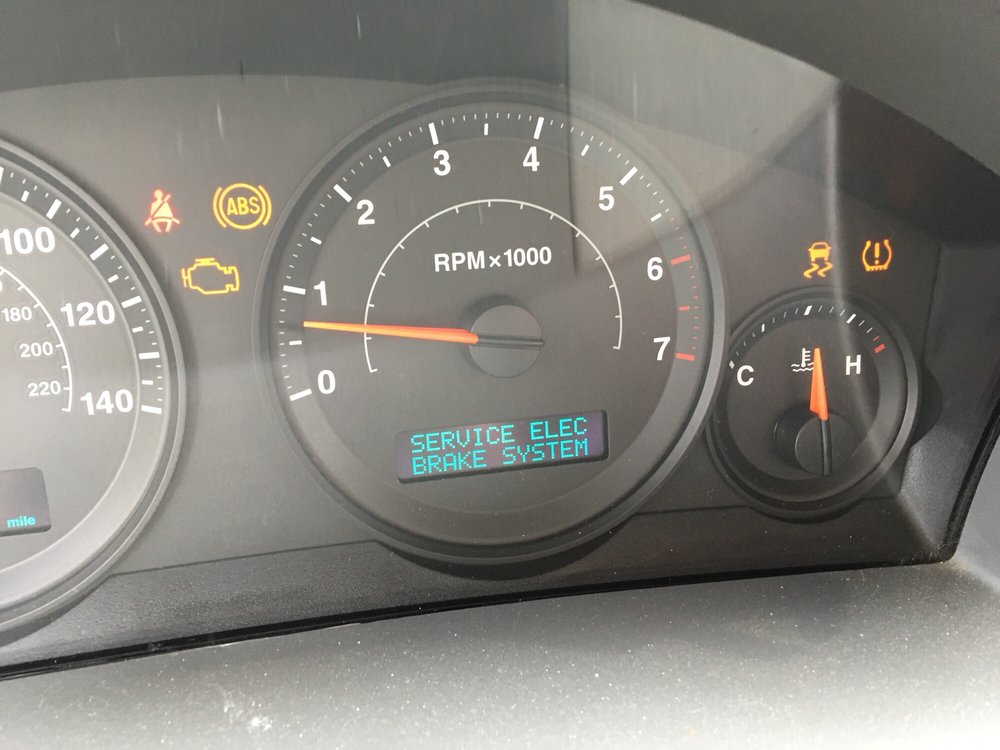 ABS
100
120
140
180
200
220
mile
0
1
2
3
4
5
6
7
RPM×1000
SERVICE ELEC
BRAKE SYSTEM
C
H